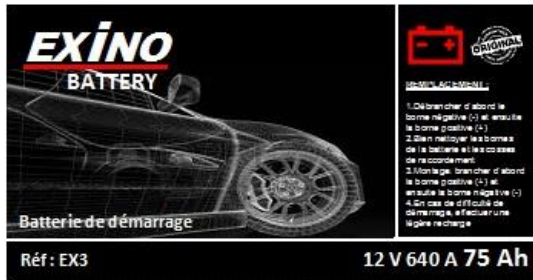 EXİNO
BATTERY
Batterie de démarrage
ORIGINAL
REMPLACEMENT :
1.Débrancher d'abord la
borne négative (-) et ensuite
la borne positive (+)
2.Bien nettoyer les bornes
de la batterie et les cosses
de raccordement
3.Montage, brancher d'abord
la borne positive (+) et
ensuite la borne négative (-)
4.En cas de difficulté de
démarrage, effectuer une
légère recharge
Réf : EX3
12 V 640 A 75 Ah